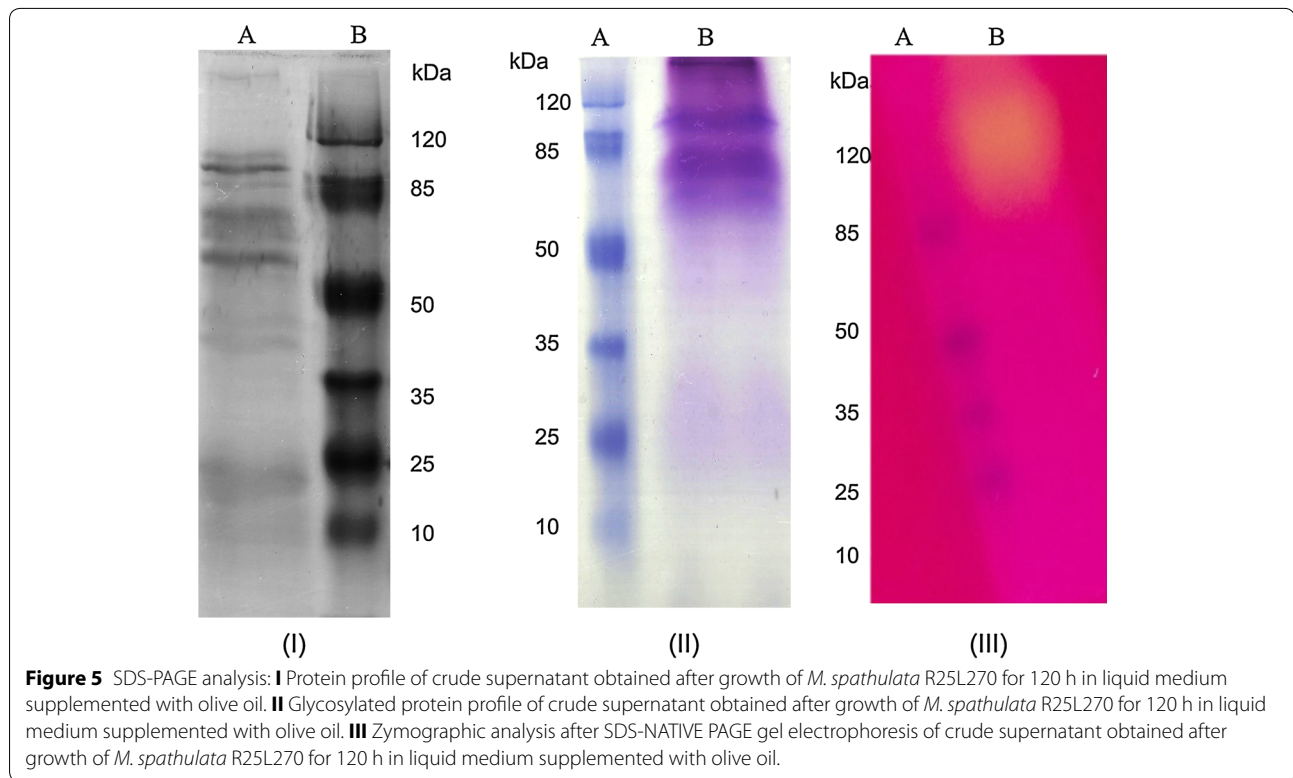 A B
kDa
120
85
50
35
25
10
(I)
A B
kDa
120
85
50
35
25
10
(II)
A B
kDa
120
85
50
35
25
10
(III)
Figure 5 SDS-PAGE analysis: I Protein profile of crude supernatant obtained after growth of M. spathulata R25L270 for 120 h in liquid medium
supplemented with olive oil. II Glycosylated protein profile of crude supernatant obtained after growth of M. spathulata R25L270 for 120 h in liquid
medium supplemented with olive oil. III Zymographic analysis after SDS-NATIVE PAGE gel electrophoresis of crude supernatant obtained after
growth of M. spathulata R25L270 for 120 h in liquid medium supplemented with olive oil.